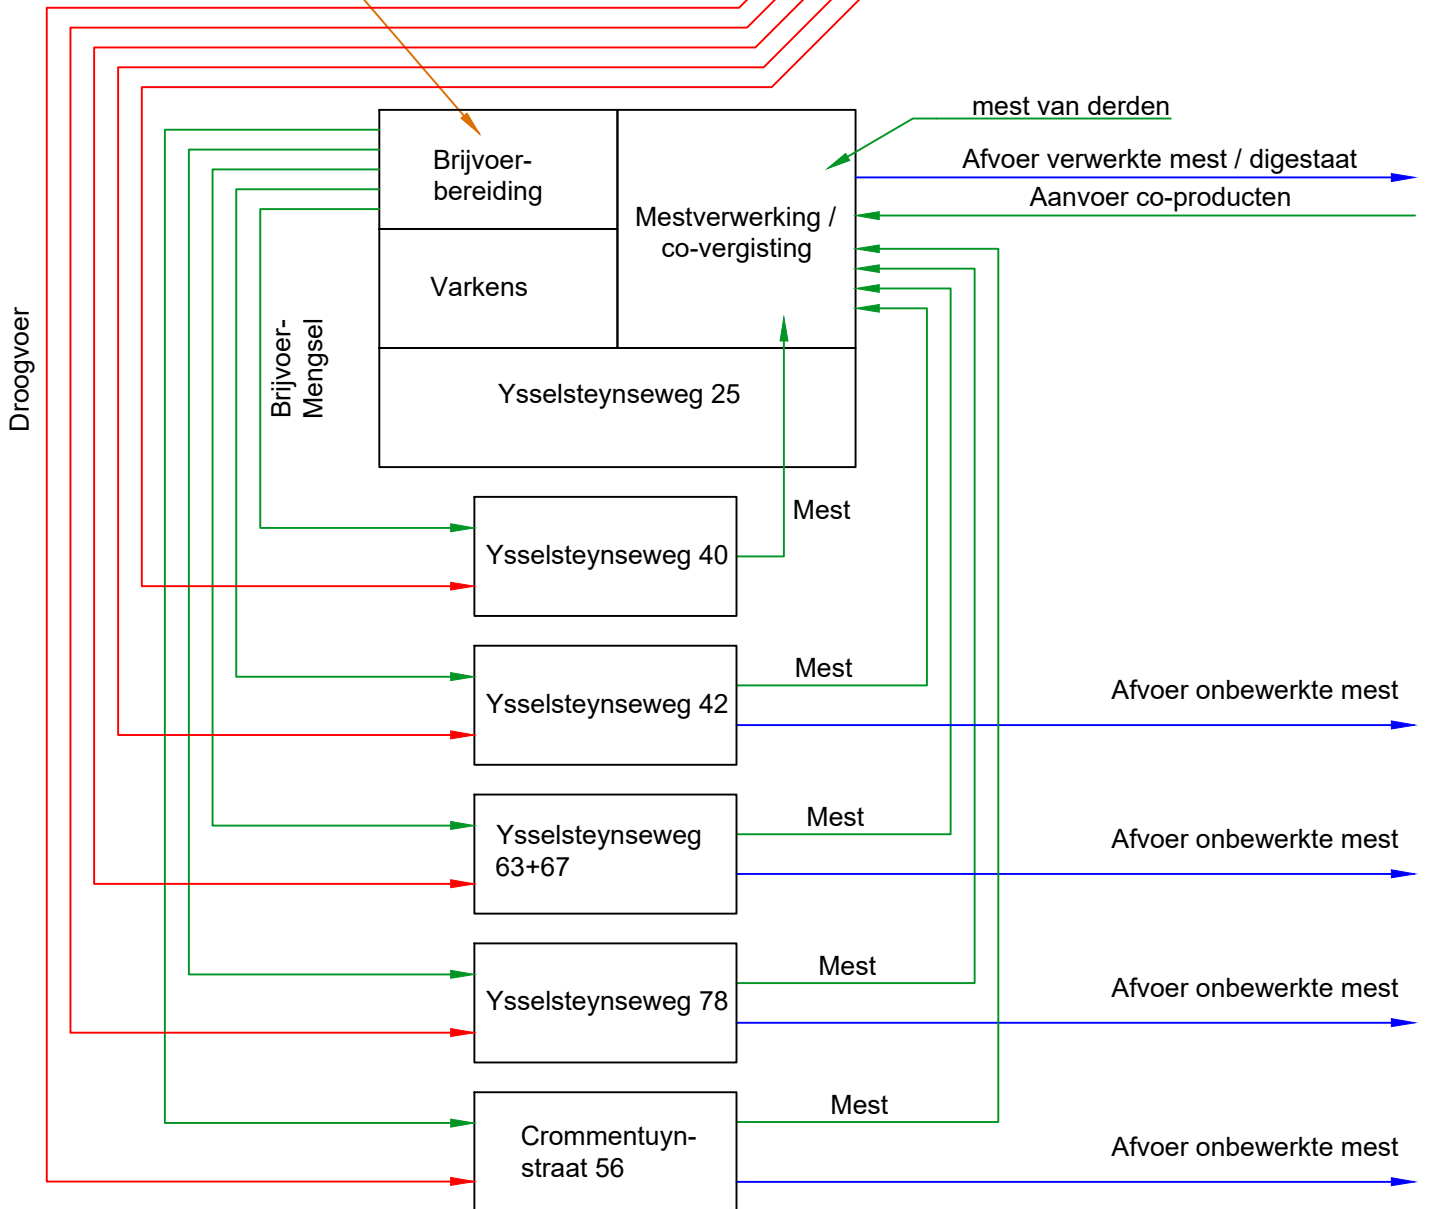 mest van derden
Afvoer verwerkte mest / digestaat
Aanvoer co-producten
Brijvoer-
bereiding
Mestverwerking /
co-vergisting
Varkens
Droogvoer
Brijvoer-
Mengsel
Ysselsteynseweg 25
Mest
Ysselsteynseweg 40
Mest
Ysselsteynseweg 42
Afvoer onbewerkte mest
Mest
Ysselsteynseweg
63+67
Afvoer onbewerkte mest
Mest
Ysselsteynseweg 78
Afvoer onbewerkte mest
Mest
Crommentuyn-
straat 56
Afvoer onbewerkte mest